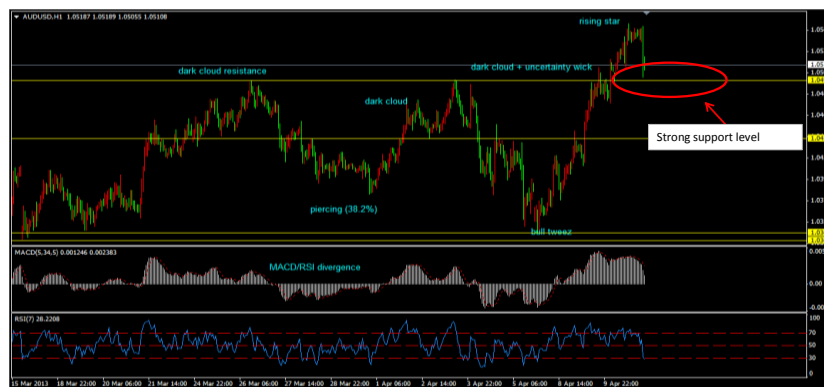 AUDUSD,H1 1.05187 1.05189 1.05055 1.05108
rising star
dark cloud resistance
dark cloud + uncertainty wick
dark cloud
Strong support level
piercing (38.2%)
bull tweez
MACD(5,34,5) 0.001246 0.002383
MACD/RSI divergence
RSI(7) 28.2208
100
70
50
30
0
15 Mar 2013 18 Mar 22:00 20 Mar 06:00 21 Mar 14:00 24 Mar 22:00 26 Mar 06:00 27 Mar 14:00 28 Mar 22:00 1 Apr 06:00 2 Apr 14:00 3 Apr 22:00 5 Apr 06:00 8 Apr 14:00 9 Apr 22:00